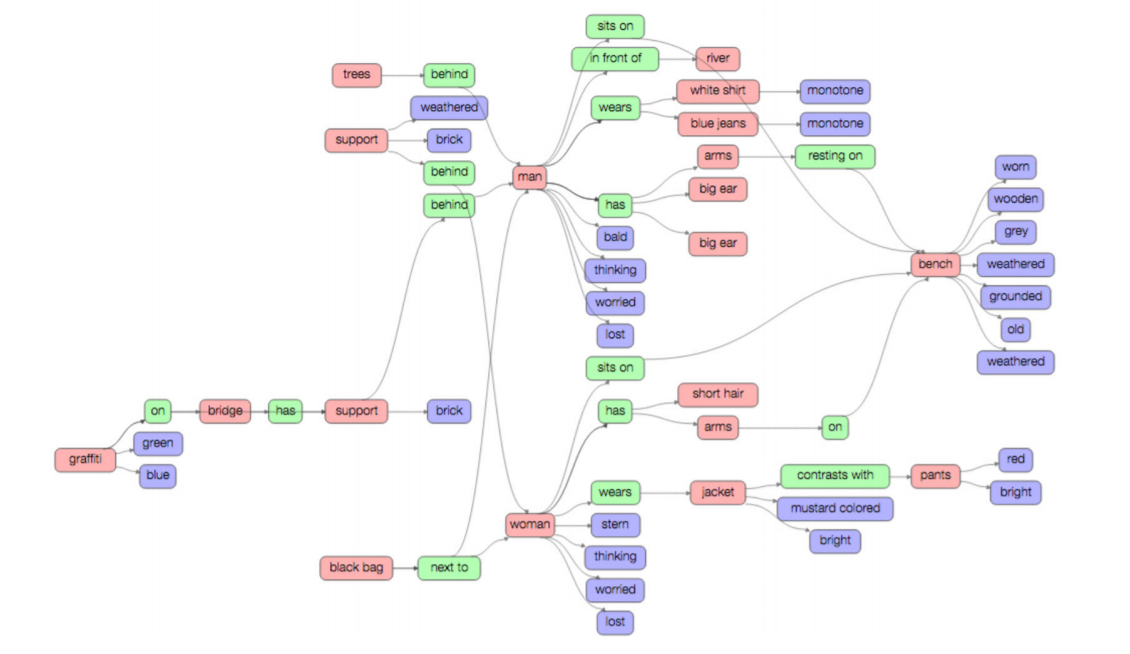 sits on
in front of
river
trees
behind
white shirt
monotone
weathered
wears
blue jeans
monotone
support
brick
arms
resting on
behind
man
big ear
worn
behind
has
wooden
bald
big ear
grey
thinking
bench
weathered
worried
grounded
lost
old
sits on
weathered
short hair
on
bridge
has
support
brick
has
arms
on
green
graffiti
blue
contrasts with
pants
red
wears
jacket
bright
mustard colored
woman
stern
bright
thinking
black bag
next to
worried
lost